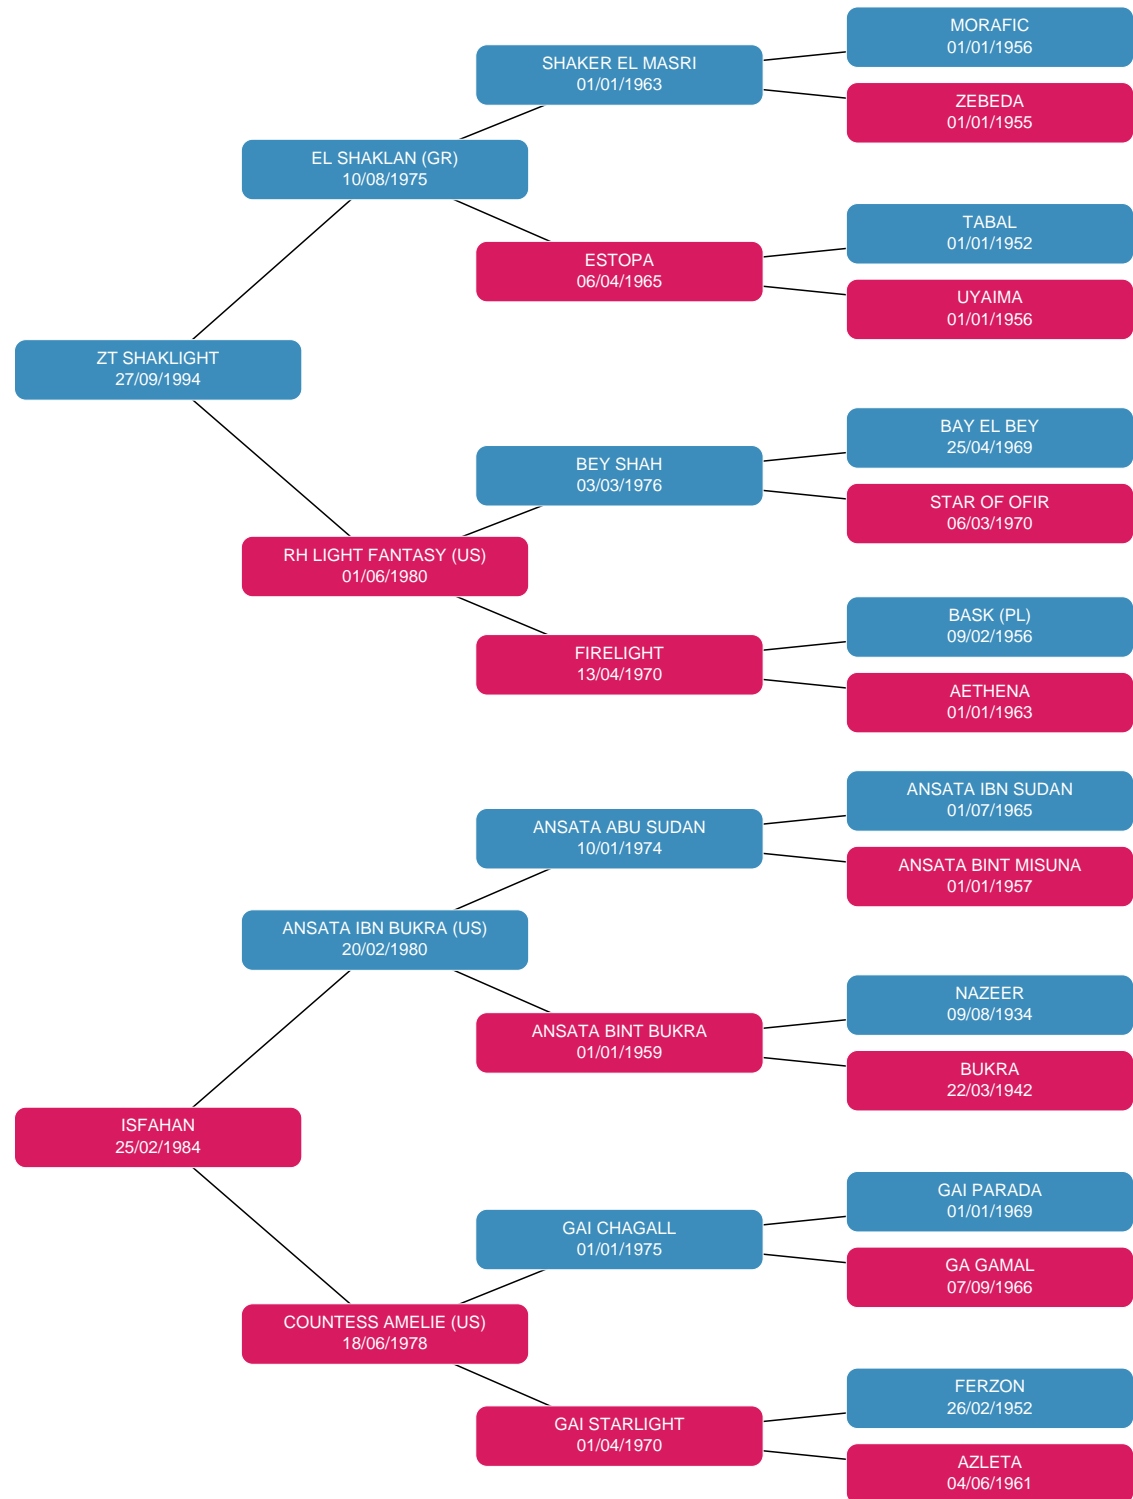 MORAFIC
01/01/1956
SHAKER EL MASRI
01/01/1963
ZEBEDA
01/01/1955
EL SHAKLAN (GR)
10/08/1975
TABAL
01/01/1952
ESTOPA
06/04/1965
UYAIMA
01/01/1956
ZT SHAKLIGHT
27/09/1994
BAY EL BEY
25/04/1969
BEY SHAH
03/03/1976
STAR OF OFIR
06/03/1970
RH LIGHT FANTASY (US)
01/06/1980
BASK (PL)
09/02/1956
FIRELIGHT
13/04/1970
AETHENA
01/01/1963
ANSATA IBN SUDAN
01/07/1965
ANSATA ABU SUDAN
10/01/1974
ANSATA BINT MISUNA
01/01/1957
ANSATA IBN BUKRA (US)
20/02/1980
NAZEER
09/08/1934
ANSATA BINT BUKRA
01/01/1959
BUKRA
22/03/1942
ISFAHAN
25/02/1984
GAI PARADA
01/01/1969
GAI CHAGALL
01/01/1975
GA GAMAL
07/09/1966
COUNTESS AMELIE (US)
18/06/1978
FERZON
26/02/1952
GAI STARLIGHT
01/04/1970
AZLETA
04/06/1961